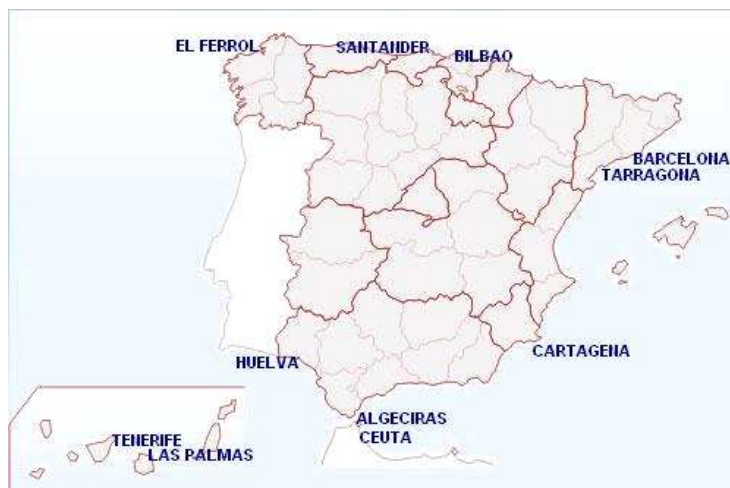 EL FERROL
SANTANDER
BILBAO
BARCELONA
TARRAGONA
CARTAGENA
HUELVA
ALGECIRAS
CEUTA
TENERIFE
LAS PALMAS